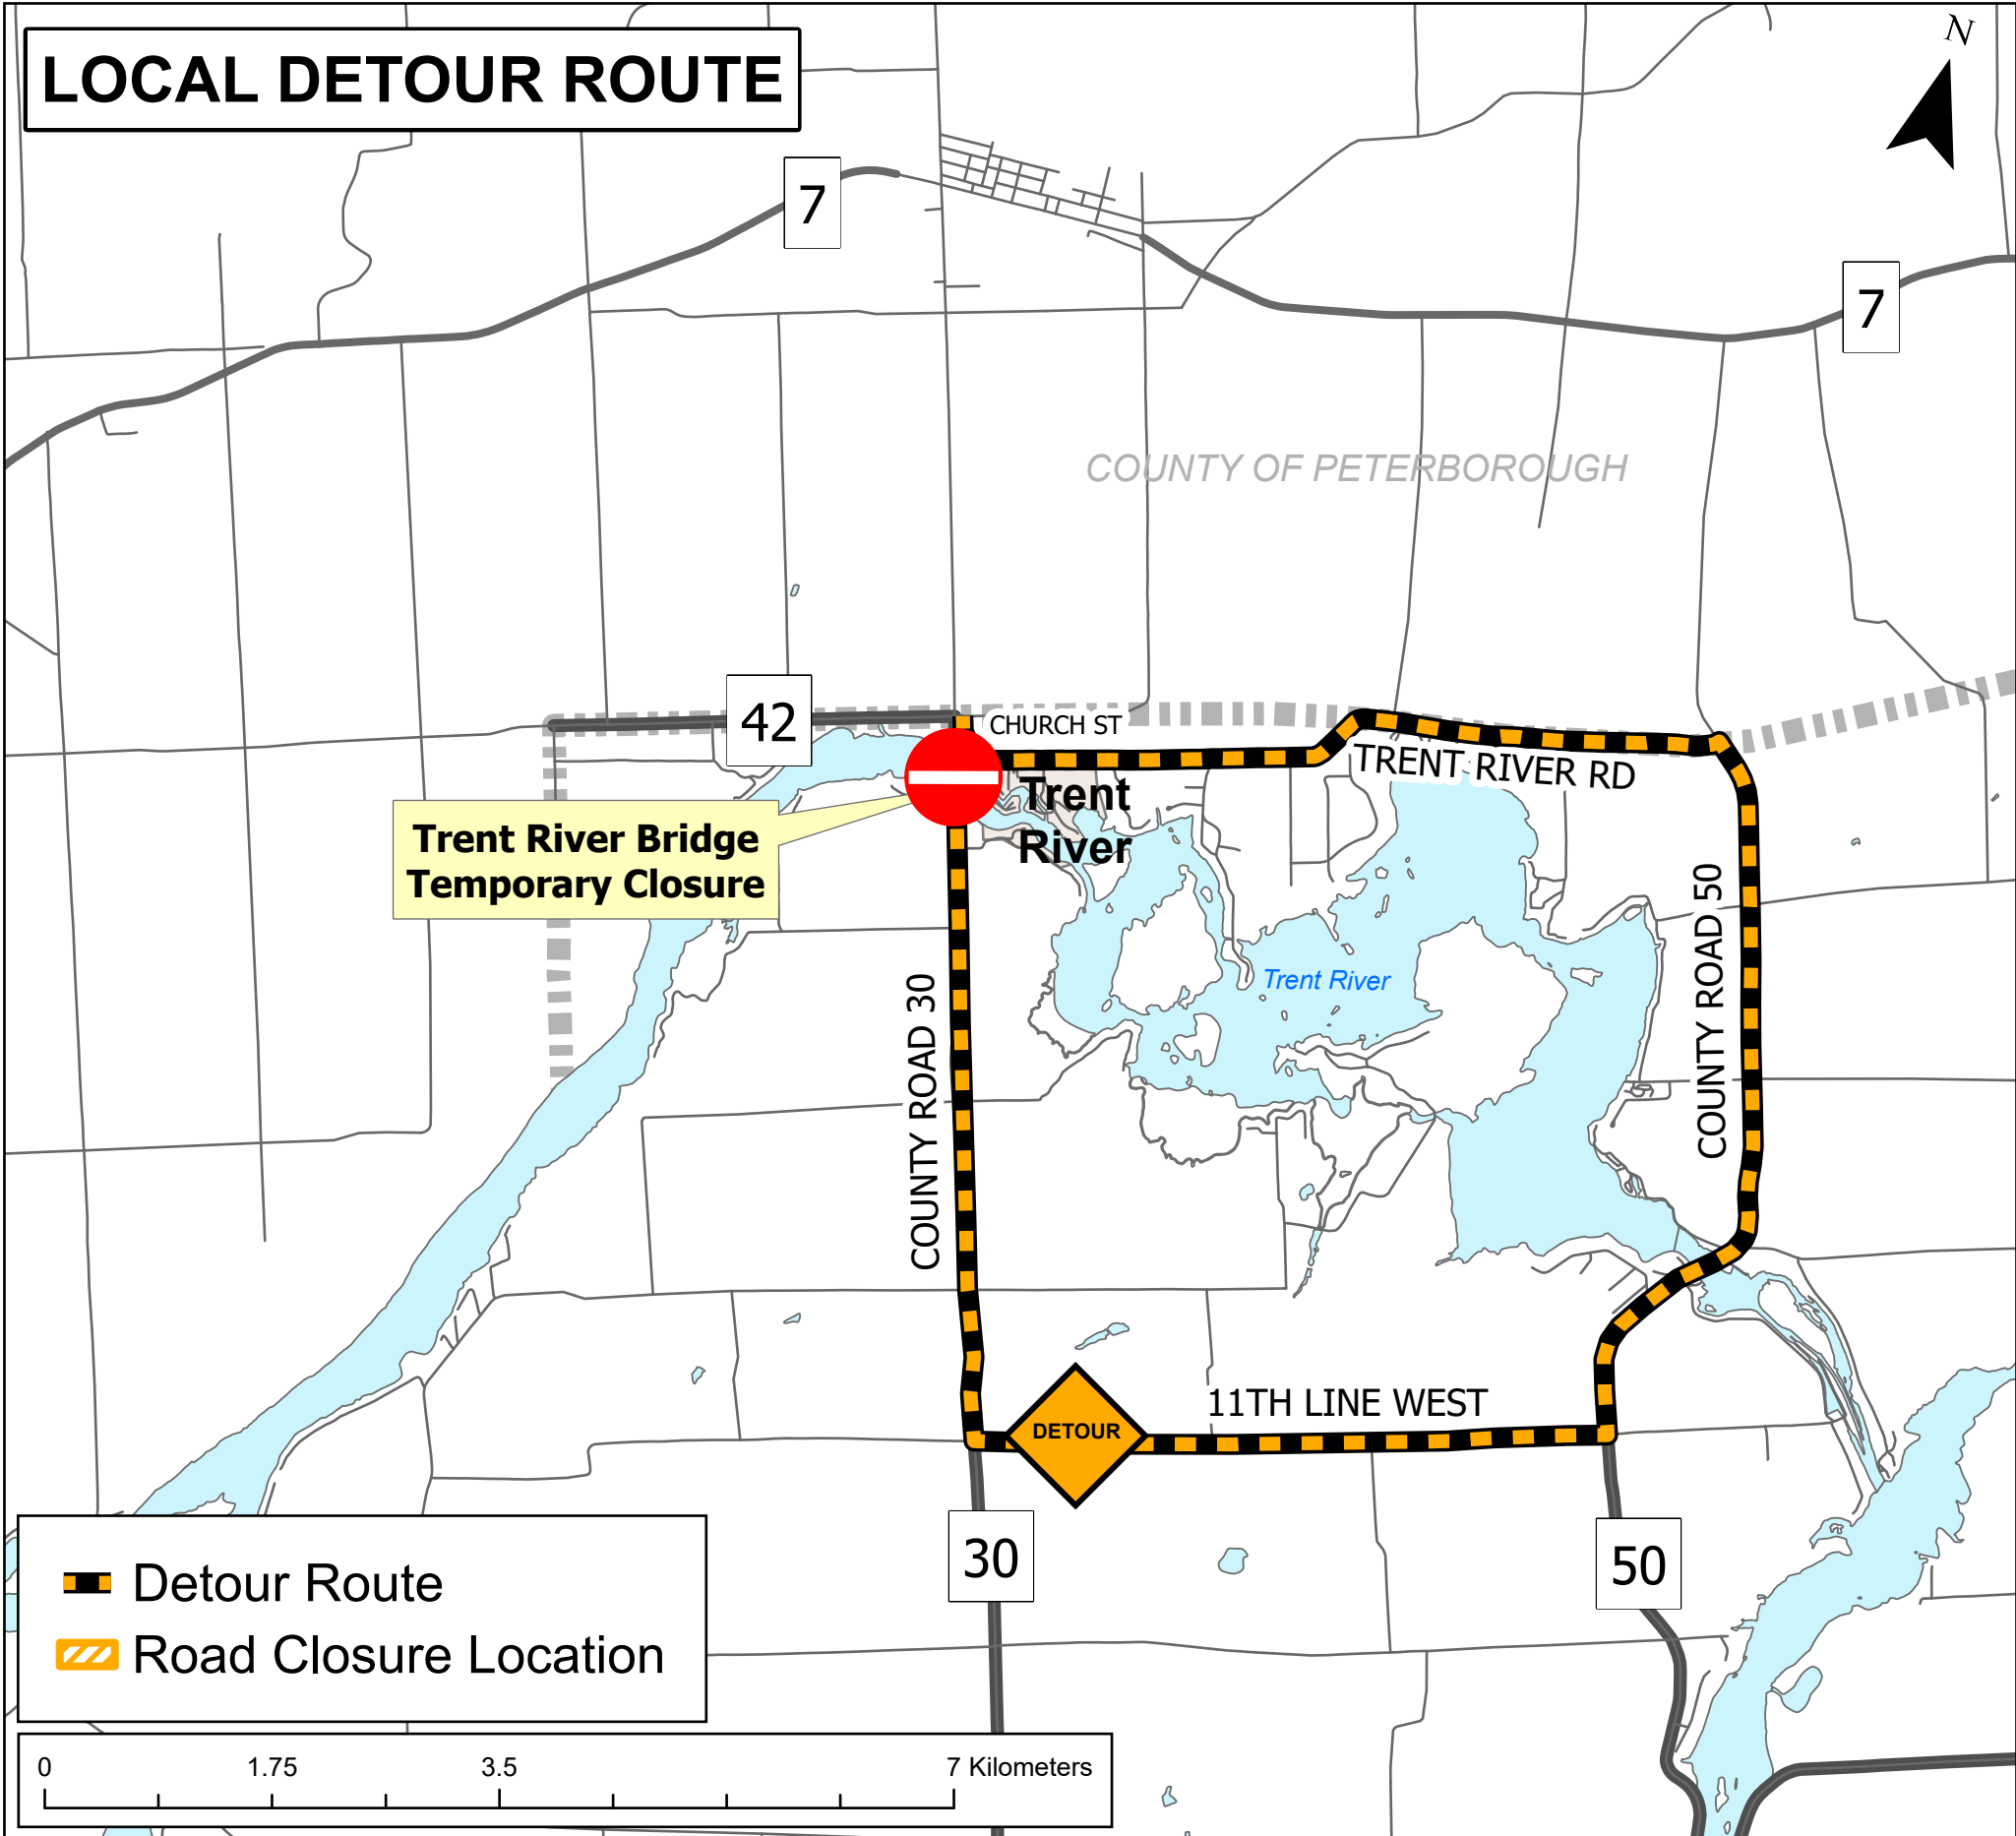 LOCAL DETOUR ROUTE
N
7
7
COUNTY OF PETERBOROUGH
42
CHURCH ST
TRENT RIVER RD
Trent
River
Trent River Bridge
Temporary Closure
COUNTY ROAD 50
Trent River
COUNTY ROAD 30
11TH LINE WEST
DETOUR
30
50
Detour Route
Road Closure Location
0 1.75 3.5 7 Kilometers